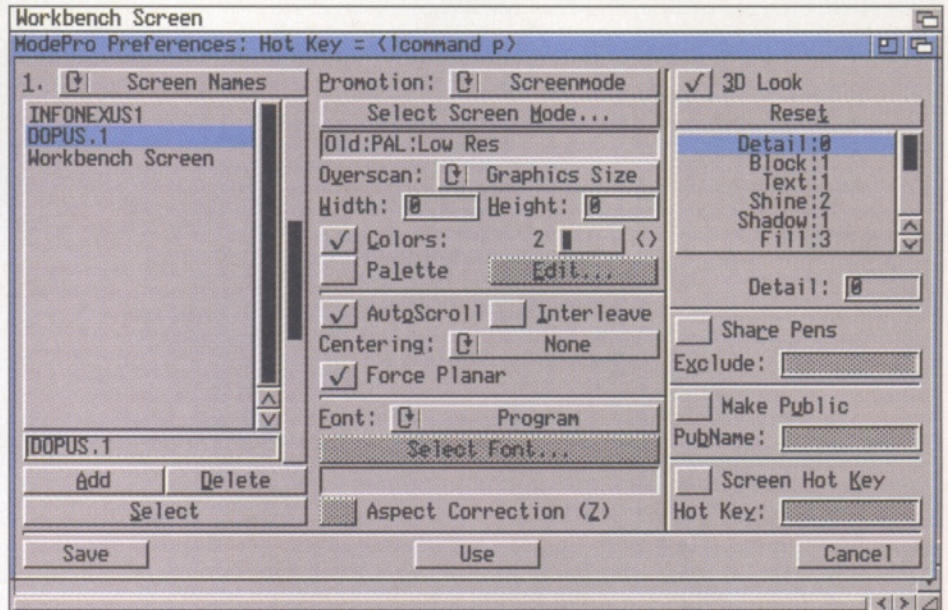 Workbench Screen
ModePro Preferences: Hot Key = <lcommand p>
1. Screen Names
INFONEXUS1
DOPUS.1
Workbench Screen
DOPUS.1
Add Delete
Select
Promotion: Screenmode
Select Screen Mode...
Old:PAL:Low Res
Overscan: Graphics Size
Width: 0 Height: 0
Colors: 2 <>
Palette Edit...
AutoScroll Interleave
Centering: None
Force Planar
Font: Program
Select Font...
Aspect Correction (Z)
3D Look
Reset
Detail:0
Block:1
Text:1
Shine:2
Shadow:1
Fill:3
Detail: 0
Share Pens
Exclude:
Make Public
PubName:
Screen Hot Key
Hot Key:
Save Use Cancel